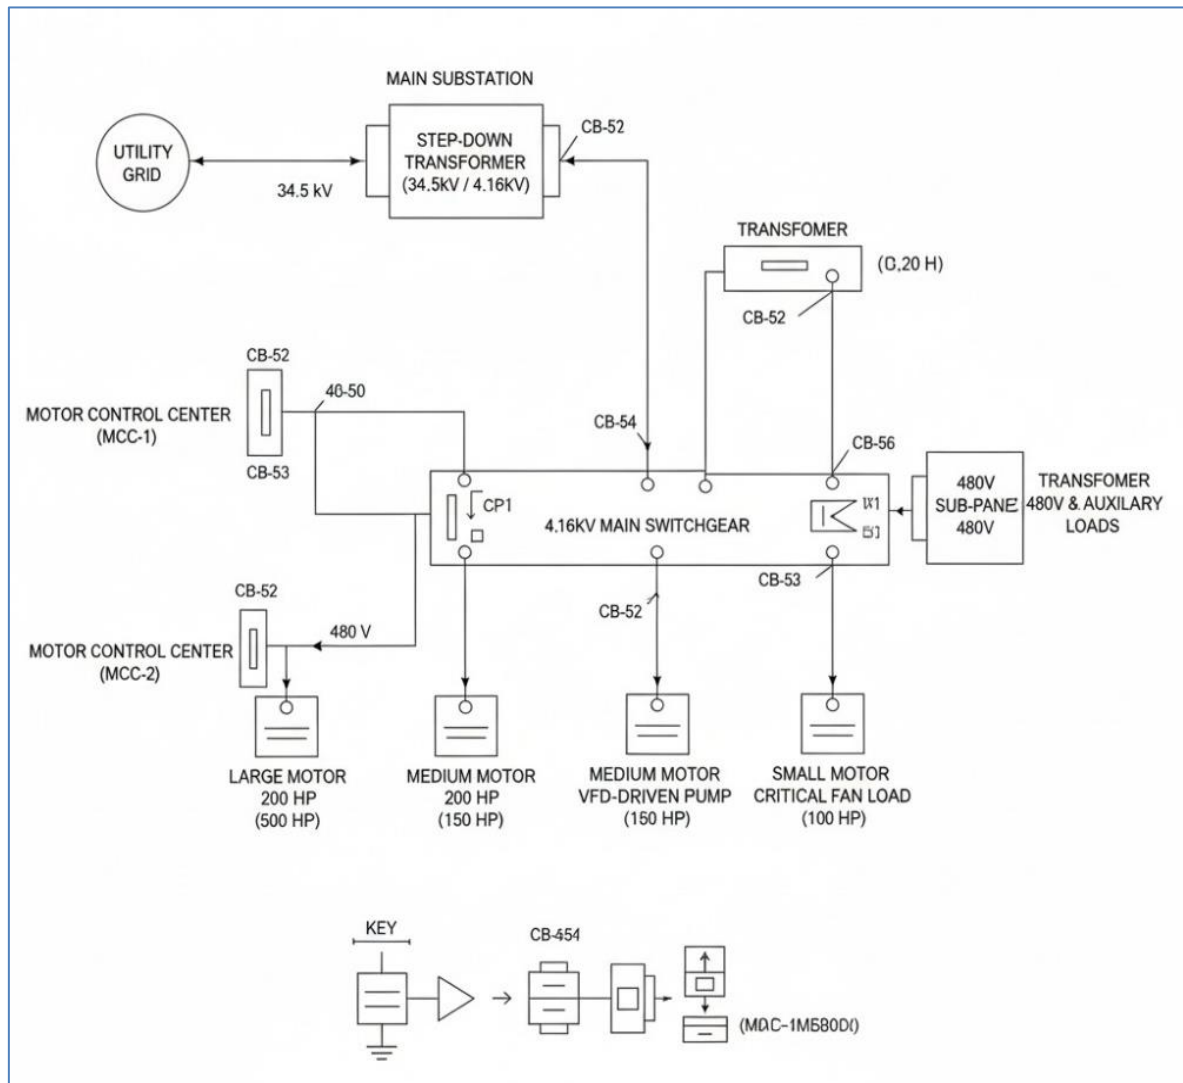 MAIN SUBSTATION
UTILITY
GRID
34.5 kV
STEP-DOWN
TRANSFORMER
(34.5kV / 4.16kV)
CB-52
TRANSFOMER
CB-52
CB-52
40-50
MOTOR CONTROL CENTER
(MCC-1)
CB-53
CB-54
CB-56
CP1
4.16KV MAIN SWITCHGEAR
480V
SUB-PANE
480V
TRANSFOMER
480V & AUXILARY
LOADS
CB-53
CB-52
CB-52
480 V
MOTOR CONTROL CENTER
(MCC-2)
LARGE MOTOR
200 HP
(500 HP)
MEDIUM MOTOR
200 HP
(150 HP)
MEDIUM MOTOR
VFD-DRIVEN PUMP
(150 HP)
SMALL MOTOR
CRITICAL FAN LOAD
(100 HP)
KEY
CB-454